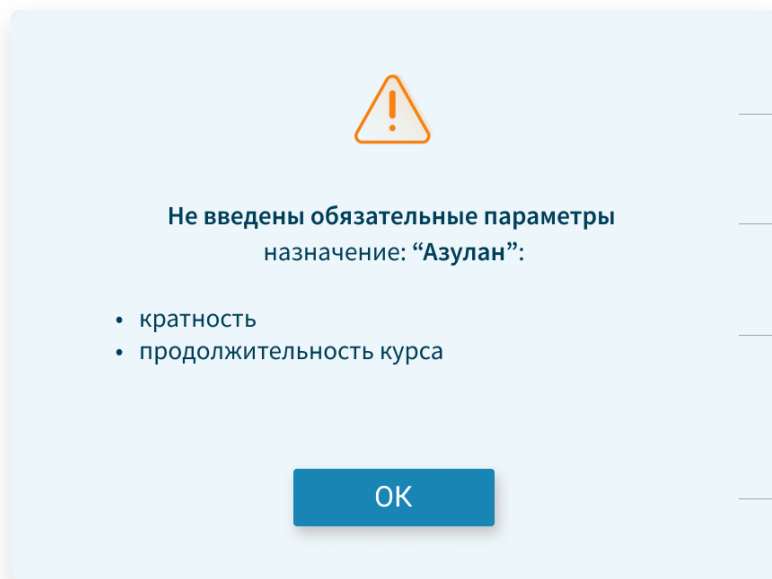 Не введены обязательные параметры
назначение: “Азулан”:
• кратность
• продолжительность курса
ОК